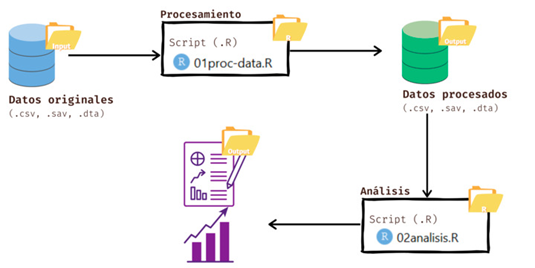 Procesamiento
Input
R
Output
Script (.R)
R 01proc-data.R
Datos originales
(.csv, .sav, .dta)
Datos procesados
(.csv, .sav, .dta)
Output
Análisis
R
Script (.R)
R 02analisis.R